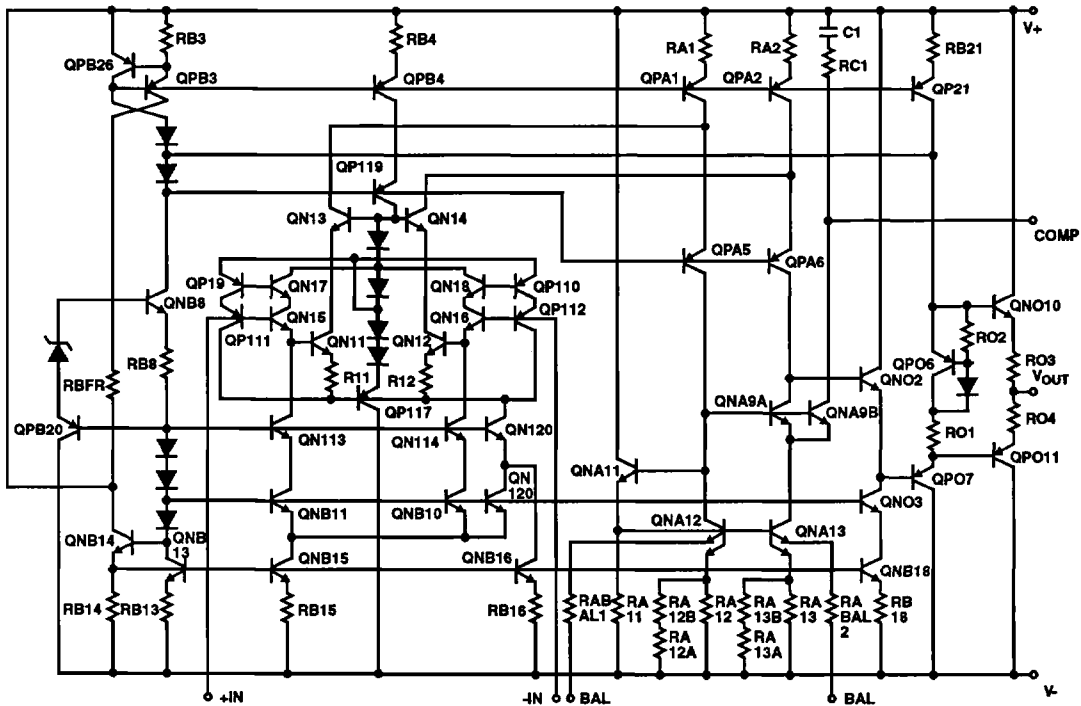 RB3
RB4
RA1
RA2
C1
RB21
V+
QPB26
QPB3
QPB4
QPA1
QPA2
RC1
QP21
QP119
QN13
QN14
COMP
QPA5
QPA6
QP19
QN17
QN18
QP110
QNB8
QN15
QN16
QP112
QNO10
QP111
QN11
QN12
RO2
RB8
QPO6
RO3
RBFR
R11
R12
QNO2
VOUT
QP117
QNA9A
QNA9B
RO4
QPB20
QN113
QN114
QN120
RO1
QNA11
QPO7
QPO11
QN
120
QNB11
QNB10
QNA12
QNA13
QNO3
QNB14
QNB
13
QNB15
QNB16
QNB18
RB14
RB13
RB15
RB16
RAB
AL1
RA
11
RA
12B
RA
12A
RA
12
RA
13B
RA
13A
RA
13
RA
BAL
2
RB
18
+IN
-IN
BAL
BAL
V-